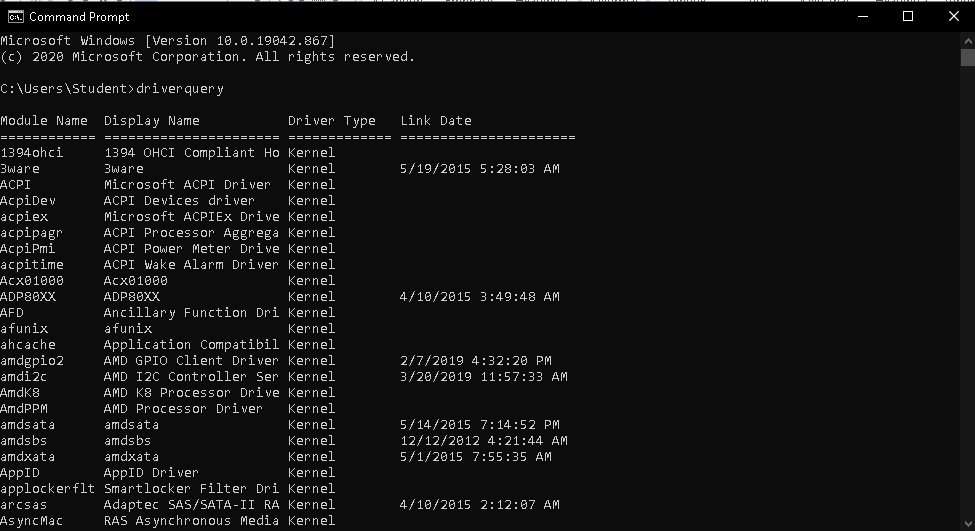 Command Prompt
Microsoft Windows [Version 10.0.19042.867]
(c) 2020 Microsoft Corporation. All rights reserved.
C:\Users\Student>driverquery
Module Name  Display Name           Driver Type   Link Date
============ ====================== ============= ======================
1394ohci     1394 OHCI Compliant Ho Kernel
3ware        3ware                  Kernel        5/19/2015 5:28:03 AM
ACPI         Microsoft ACPI Driver  Kernel
AcpiDev      ACPI Devices driver    Kernel
acpiex       Microsoft ACPIEx Drive Kernel
acpipagr     ACPI Processor Aggrega Kernel
AcpiPmi      ACPI Power Meter Drive Kernel
acpitime     ACPI Wake Alarm Driver Kernel
Acx01000     Acx01000               Kernel
ADP80XX      ADP80XX                Kernel        4/10/2015 3:49:48 AM
AFD          Ancillary Function Dri Kernel
afunix       afunix                 Kernel
ahcache      Application Compatibil Kernel
amdgpio2     AMD GPIO Client Driver Kernel        2/7/2019 4:32:20 PM
amdi2c       AMD I2C Controller Ser Kernel        3/20/2019 11:57:33 AM
AmdK8        AMD K8 Processor Drive Kernel
AmdPPM       AMD Processor Driver   Kernel
amdsata      amdsata                Kernel        5/14/2015 7:14:52 PM
amdsbs       amdsbs                 Kernel        12/12/2012 4:21:44 AM
amdxata      amdxata                Kernel        5/1/2015 7:55:35 AM
AppID        AppID Driver           Kernel
applockerflt Smartlocker Filter Dri Kernel
arcsas       Adaptec SAS/SATA-II RA Kernel        4/10/2015 2:12:07 AM
AsyncMac     RAS Asynchronous Media Kernel